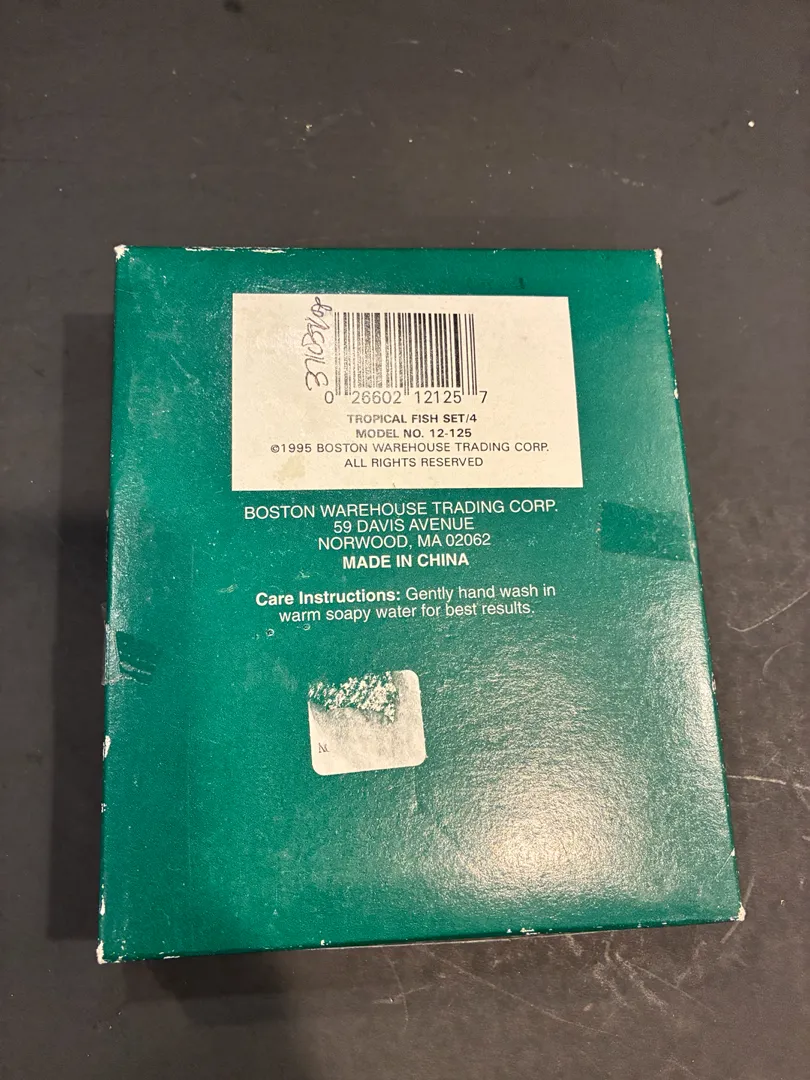 0 26602 12125 7
TROPICAL FISH SET/4
MODEL NO. 12-125
©1995 BOSTON WAREHOUSE TRADING CORP.
ALL RIGHTS RESERVED
BOSTON WAREHOUSE TRADING CORP.
59 DAVIS AVENUE
NORWOOD, MA 02062
MADE IN CHINA
Care Instructions: Gently hand wash in
warm soapy water for best results.